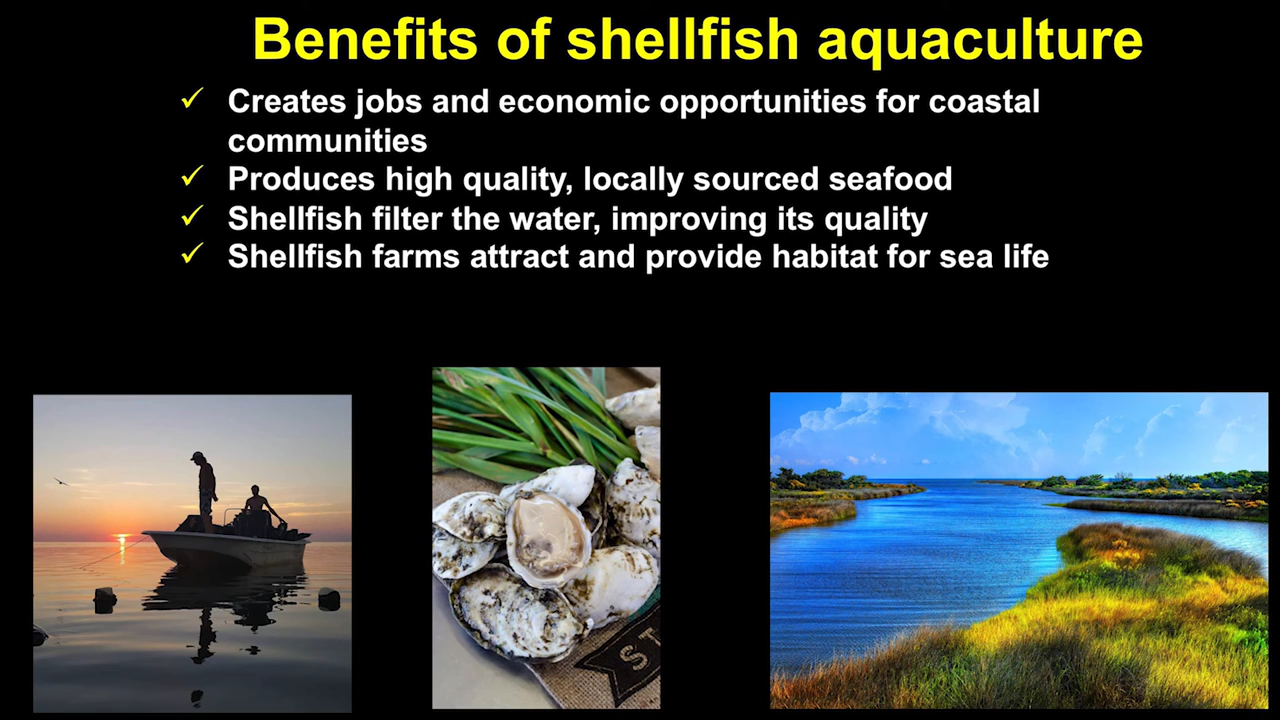 Benefits of shellfish aquaculture
✓ Creates jobs and economic opportunities for coastal
communities
✓ Produces high quality, locally sourced seafood
✓ Shellfish filter the water, improving its quality
✓ Shellfish farms attract and provide habitat for sea life
ST